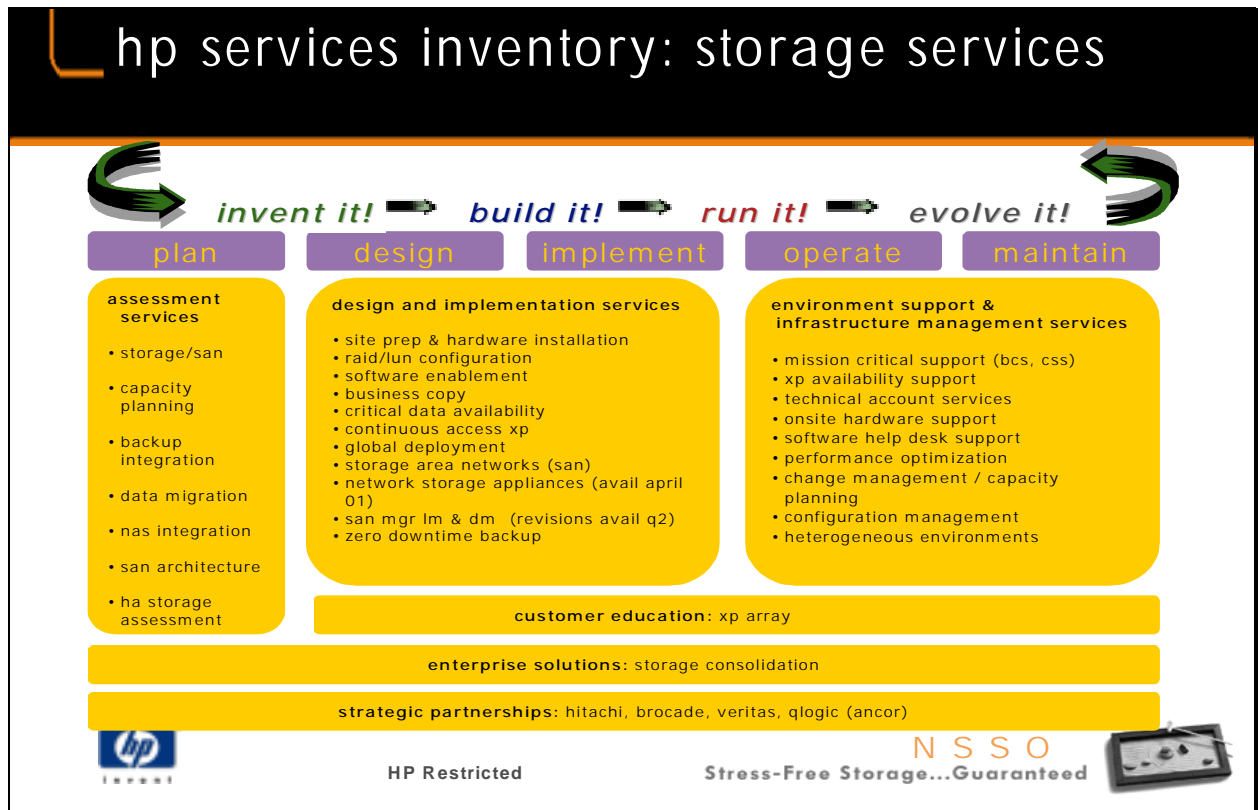 hp services inventory: storage services
invent it! build it! run it! evolve it!
plan design implement operate maintain
assessment
services
• storage/san
• capacity
planning
• backup
integration
• data migration
• nas integration
• san architecture
• ha storage
assessment
design and implementation services
• site prep & hardware installation
• raid/lun configuration
• software enablement
• business copy
• critical data availability
• continuous access xp
• global deployment
• storage area networks (san)
• network storage appliances (avail april
01)
• san mgr lm & dm (revisions avail q2)
• zero downtime backup
environment support &
infrastructure management services
• mission critical support (bcs, css)
• xp availability support
• technical account services
• onsite hardware support
• software help desk support
• performance optimization
• change management / capacity
planning
• configuration management
• heterogeneous environments
customer education: xp array
enterprise solutions: storage consolidation
strategic partnerships: hitachi, brocade, veritas, qlogic (ancor)
hp
invent
HP Restricted
NSSO
Stress-Free Storage...Guaranteed